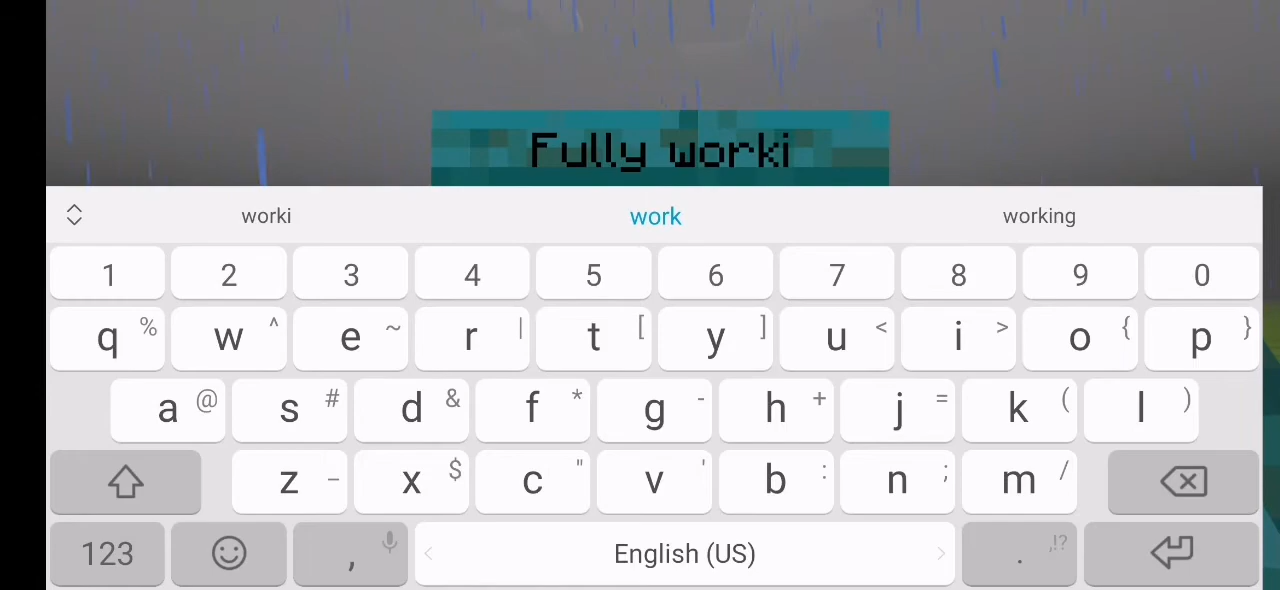 Fully worki
worki work working
1 2 3 4 5 6 7 8 9 0
q % w ^ e ~ r | t [ y ] u < i > o { p }
a @ s # d & f * g - h + j = k ( l )
z _ x $ c " v ' b : n ; m /
123 , English (US) . ,!?